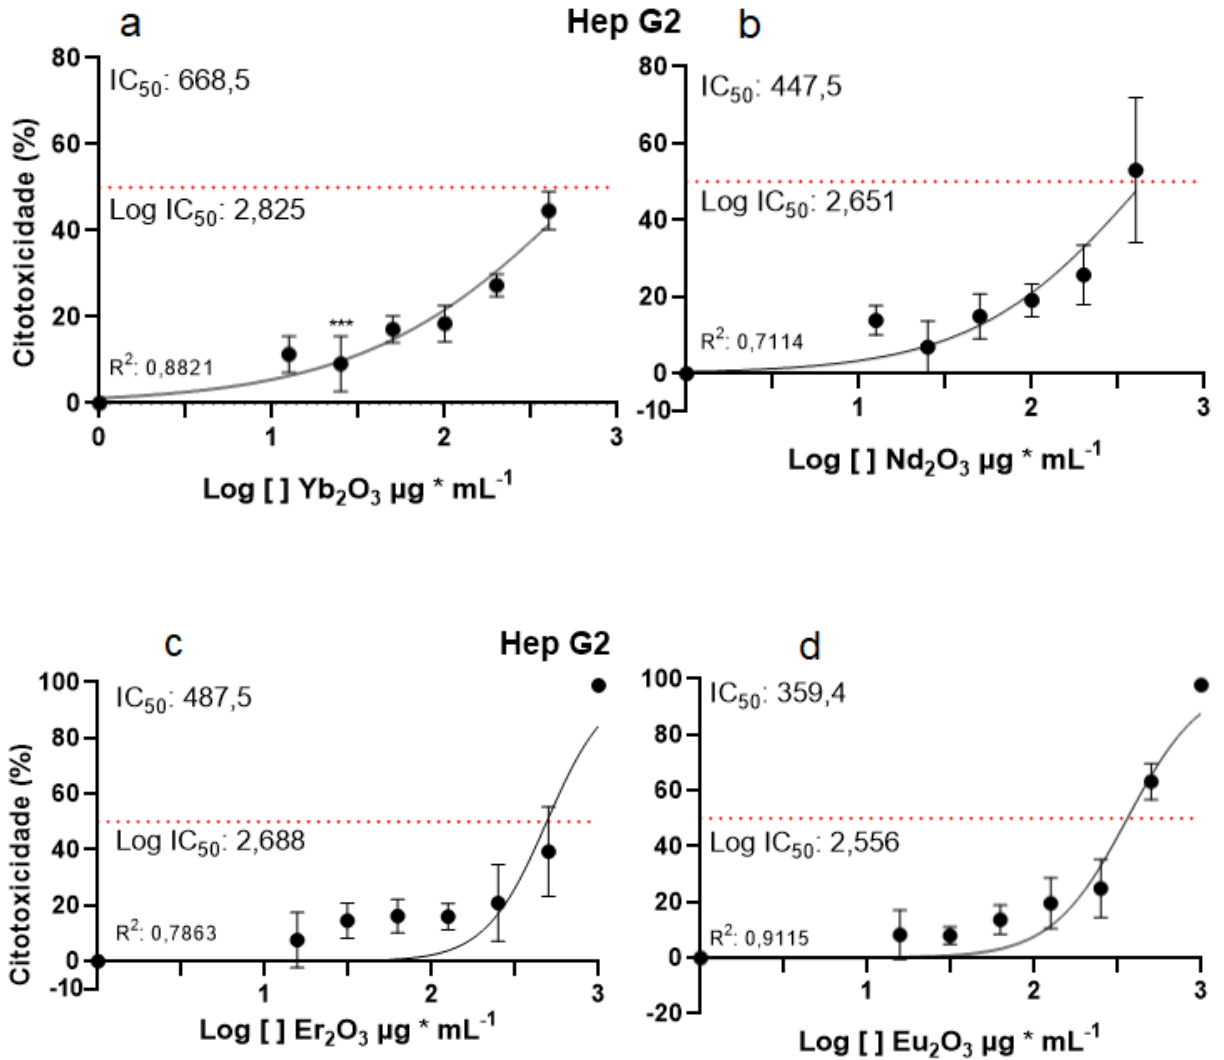 a
Hep G2
b
80
60
40
20
0
Citotoxicidade (%)
IC50: 668,5
Log IC50: 2,825
***
R2: 0,8821
0
1
2
3
Log [ ] Yb2O3 µg * mL-1
80
60
40
20
0
-10
IC50: 447,5
Log IC50: 2,651
R2: 0,7114
1
2
3
Log [ ] Nd2O3 µg * mL-1
c
Hep G2
d
100
80
60
40
20
0
-10
Citotoxicidade (%)
IC50: 487,5
Log IC50: 2,688
R2: 0,7863
1
2
3
Log [ ] Er2O3 µg * mL-1
100
80
60
40
20
0
-20
IC50: 359,4
Log IC50: 2,556
R2: 0,9115
1
2
3
Log [ ] Eu2O3 µg * mL-1